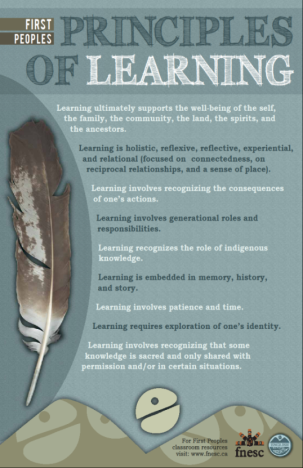 FIRST
PEOPLES
PRINCIPLES
OF LEARNING
Learning ultimately supports the well-being of the self,
the family, the community, the land, the spirits, and
the ancestors.
Learning is holistic, reflexive, reflective, experiential,
and relational (focused on connectedness, on
reciprocal relationships, and a sense of place).
Learning involves recognizing the consequences
of one's actions.
Learning involves generational roles and
responsibilities.
Learning recognizes the role of indigenous
knowledge.
Learning is embedded in memory, history,
and story.
Learning involves patience and time.
Learning requires exploration of one's identity.
Learning involves recognizing that some
knowledge is sacred and only shared with
permission and/or in certain situations.
For First Peoples
classroom resources
visit: www.fnesc.ca
fnesc